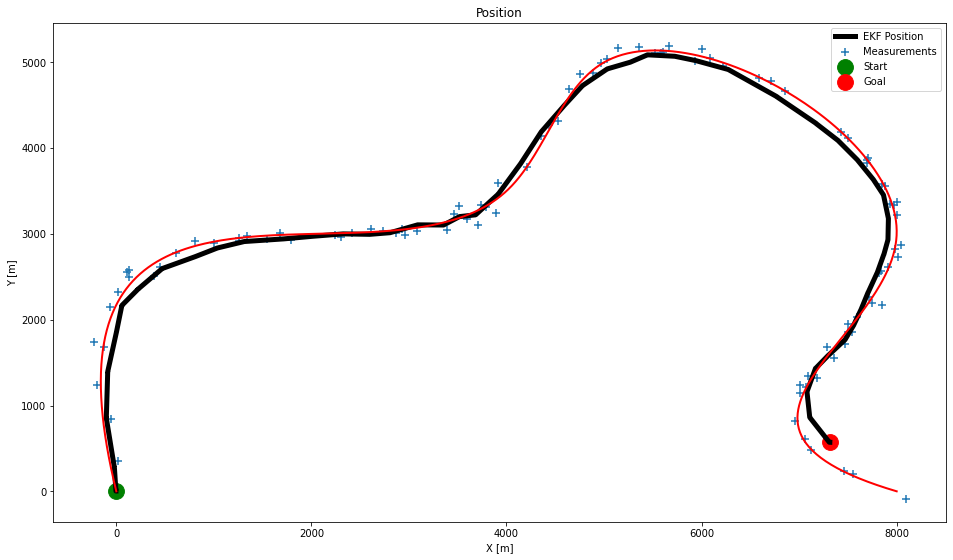 Position
EKF Position
Measurements
Start
Goal
Y [m]
5000
4000
3000
2000
1000
0
0 2000 4000 6000 8000
X [m]